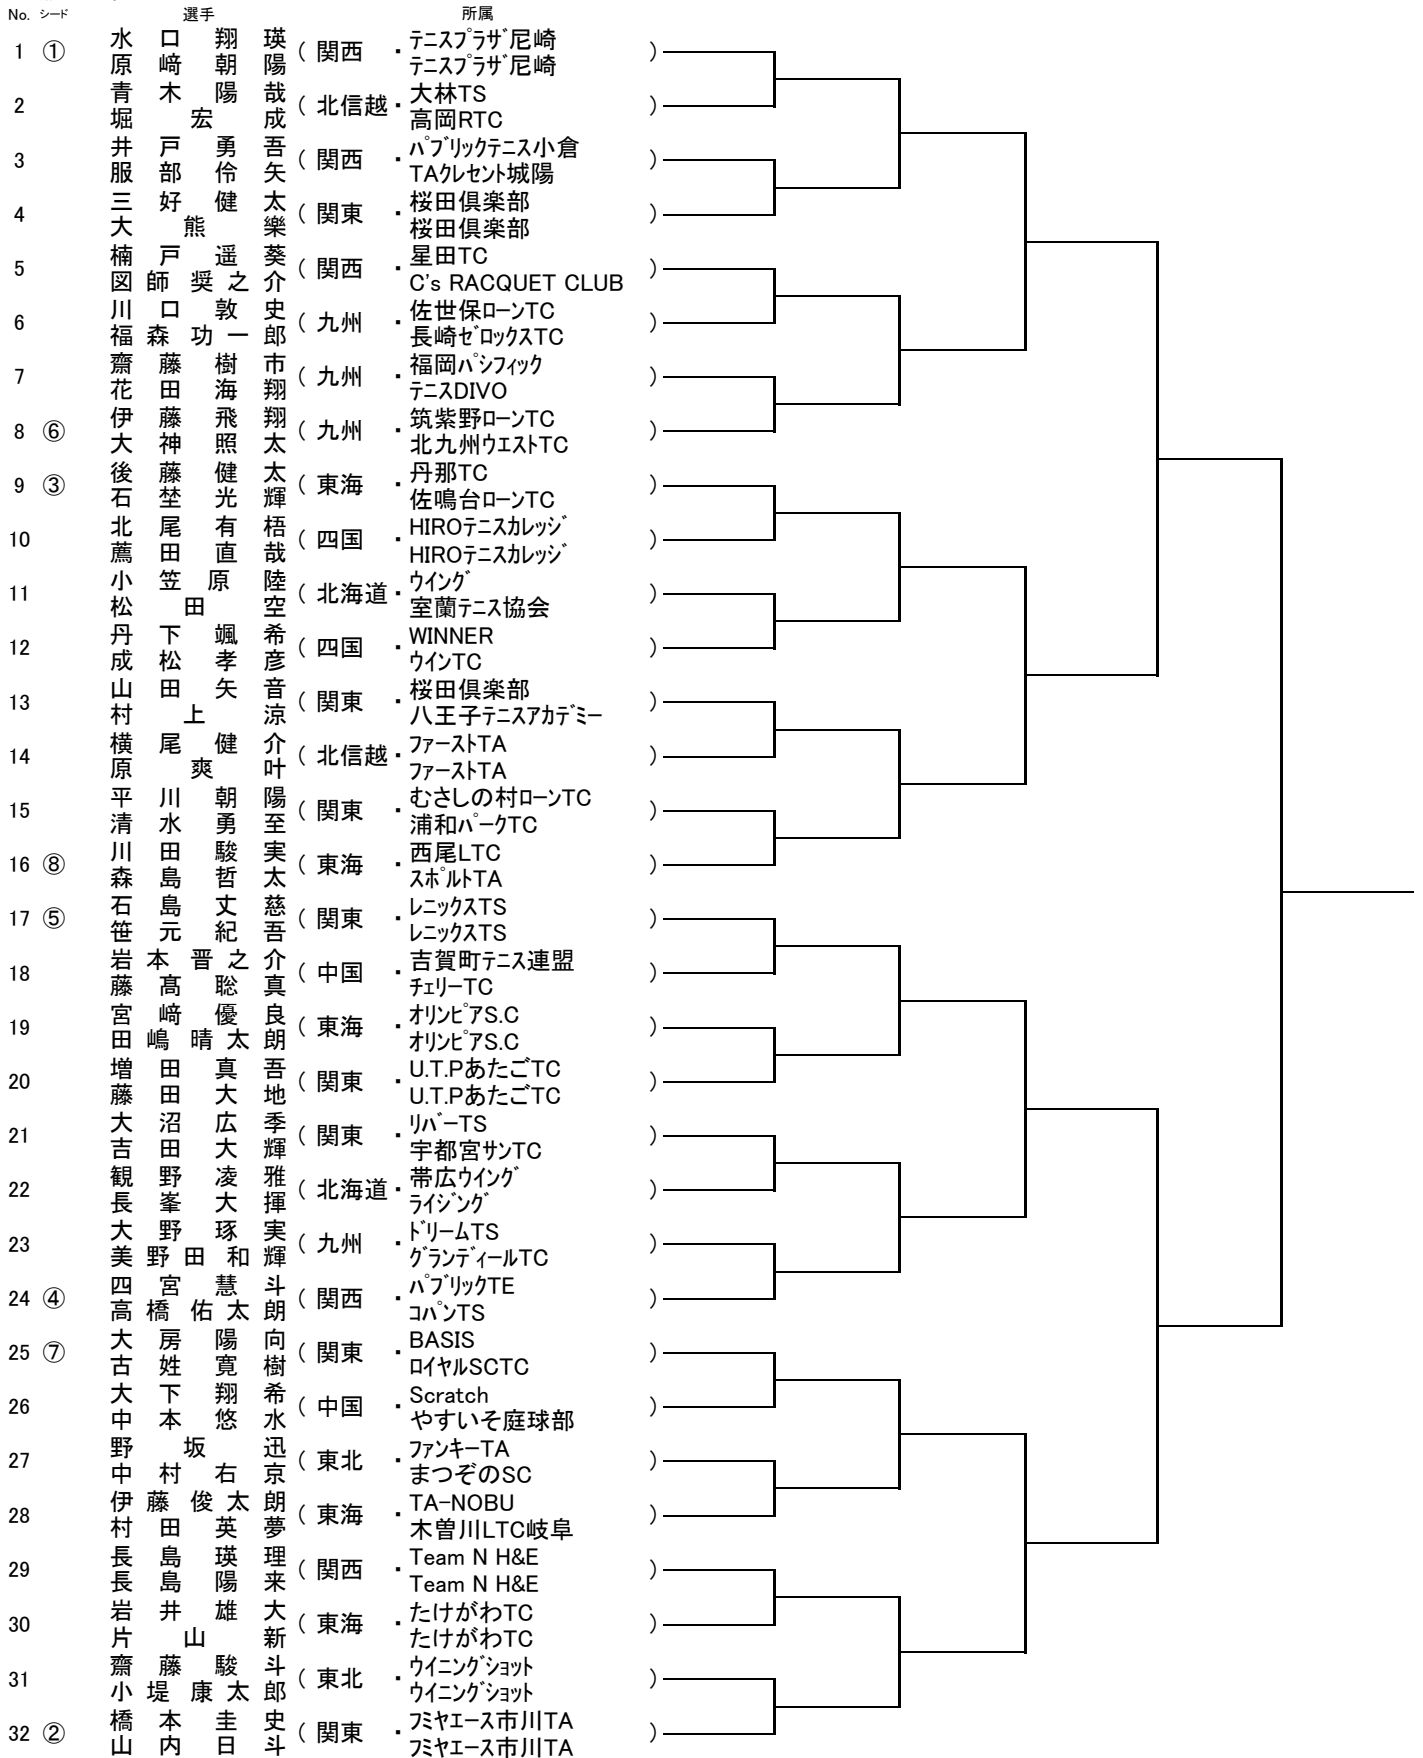 No. シード 選手 所属
1 ① 水口翔瑛 原﨑朝陽 (関西・テニスプラザ尼崎 テニスプラザ尼崎)
2 青木陽哉 堀宏成 (北信越・大林TS 高岡RTC)
3 井戸勇吾 服部伶矢 (関西・パブリックテニス小倉 TAクレセント城陽)
4 三好健太 大熊樂 (関東・桜田倶楽部 桜田倶楽部)
5 楠戸遥葵 図師奨之介 (関西・星田TC C's RACQUET CLUB)
6 川口敦史 福森功一郎 (九州・佐世保ローンTC 長崎ゼロックスTC)
7 齋藤樹市 花田海翔 (九州・福岡パシフィック テニスDIVO)
8 ⑥ 伊藤飛翔 大神照太 (九州・筑紫野ローンTC 北九州ウエストTC)
9 ③ 後藤健太 石埜光輝 (東海・丹那TC 佐鳴台ローンTC)
10 北尾有梧 薦田直哉 (四国・HIROテニスカレッジ HIROテニスカレッジ)
11 小笠原陸 松田空 (北海道・ウイング 室蘭テニス協会)
12 丹下颯希 成松孝彦 (四国・WINNER ウインTC)
13 山田矢音 村上涼 (関東・桜田倶楽部 八王子テニスアカデミー)
14 横尾健介 原爽叶 (北信越・ファーストTA ファーストTA)
15 平川朝陽 清水勇至 (関東・むさしの村ローンTC 浦和パークTC)
16 ⑧ 川田駿実 森島哲太 (東海・西尾LTC スポルトTA)
17 ⑤ 石島丈慈 笹元紀吾 (関東・レニックスTS レニックスTS)
18 岩本晋之介 藤髙聡真 (中国・吉賀町テニス連盟 チェリーTC)
19 宮﨑優良 田嶋晴太朗 (東海・オリンピアS.C オリンピアS.C)
20 増田真吾 藤田大地 (関東・U.T.PあたごTC U.T.PあたごTC)
21 大沼広季 吉田大輝 (関東・リバーTS 宇都宮サンTC)
22 観野凌雅 長峯大揮 (北海道・帯広ウイング ライジング)
23 大野琢実 美野田和輝 (九州・ドリームTS グランディールTC)
24 ④ 四宮慧斗 高橋佑太朗 (関西・パブリックTE コパンTS)
25 ⑦ 大房陽向 古姓寛樹 (関東・BASIS ロイヤルSCTC)
26 大下翔希 中本悠水 (中国・Scratch やすいそ庭球部)
27 野坂迅 中村右京 (東北・ファンキーTA まつぞのSC)
28 伊藤俊太朗 村田英夢 (東海・TA-NOBU 木曽川LTC岐阜)
29 長島瑛理 長島陽来 (関西・Team N H&E Team N H&E)
30 岩井雄大 片山新 (東海・たけがわTC たけがわTC)
31 齋藤駿斗 小堤康太郎 (東北・ウイニングショット ウイニングショット)
32 ② 橋本圭史 山内日斗 (関東・フミヤエース市川TA フミヤエース市川TA)